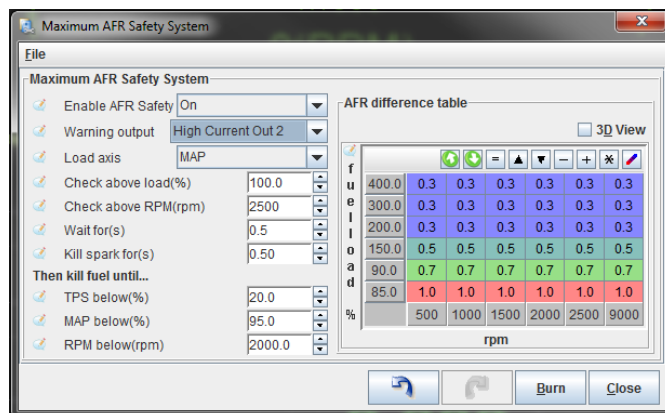 Maximum AFR Safety System
File
Maximum AFR Safety System
Enable AFR Safety On
Warning output High Current Out 2
Load axis MAP
Check above load(%) 100.0
Check above RPM(rpm) 2500
Wait for(s) 0.5
Kill spark for(s) 0.50
Then kill fuel until...
TPS below(%) 20.0
MAP below(%) 95.0
RPM below(rpm) 2000.0
AFR difference table
3D View
fuelload
%
= - + *
400.0 0.3 0.3 0.3 0.3 0.3 0.3
300.0 0.3 0.3 0.3 0.3 0.3 0.3
200.0 0.3 0.3 0.3 0.3 0.3 0.3
150.0 0.5 0.5 0.5 0.5 0.5 0.5
90.0 0.7 0.7 0.7 0.7 0.7 0.7
85.0 1.0 1.0 1.0 1.0 1.0 1.0
500 1000 1500 2000 2500 9000
rpm
Burn
Close